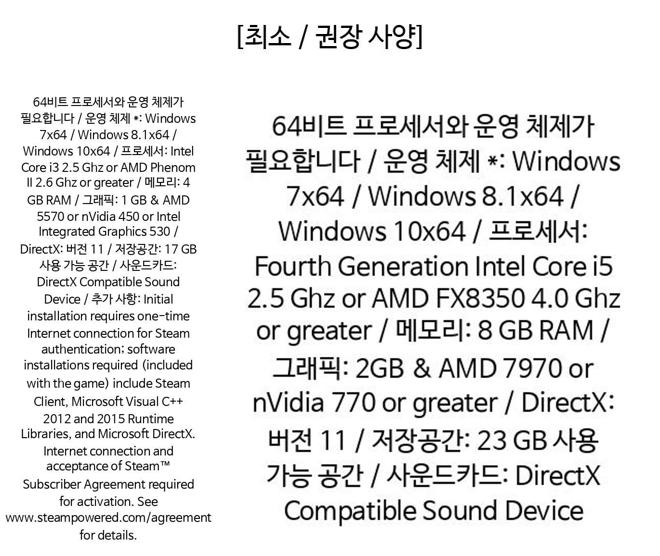 [최소 / 권장 사양]
64비트 프로세서와 운영 체제가
필요합니다 / 운영 체제 *: Windows
7x64 / Windows 8.1x64 /
Windows 10x64 / 프로세서: Intel
Core i3 2.5 Ghz or AMD Phenom
II 2.6 Ghz or greater / 메모리: 4
GB RAM / 그래픽: 1 GB & AMD
5570 or nVidia 450 or Intel
Integrated Graphics 530 /
DirectX: 버전 11 / 저장공간: 17 GB
사용 가능 공간 / 사운드카드:
DirectX Compatible Sound
Device / 추가 사항: Initial
installation requires one-time
Internet connection for Steam
authentication; software
installations required (included
with the game) include Steam
Client, Microsoft Visual C++
2012 and 2015 Runtime
Libraries, and Microsoft DirectX.
Internet connection and
acceptance of Steam™
Subscriber Agreement required
for activation. See
www.steampowered.com/agreement
for details.
64비트 프로세서와 운영 체제가
필요합니다 / 운영 체제 *: Windows
7x64 / Windows 8.1x64 /
Windows 10x64 / 프로세서:
Fourth Generation Intel Core i5
2.5 Ghz or AMD FX8350 4.0 Ghz
or greater / 메모리: 8 GB RAM /
그래픽: 2GB & AMD 7970 or
nVidia 770 or greater / DirectX:
버전 11 / 저장공간: 23 GB 사용
가능 공간 / 사운드카드: DirectX
Compatible Sound Device